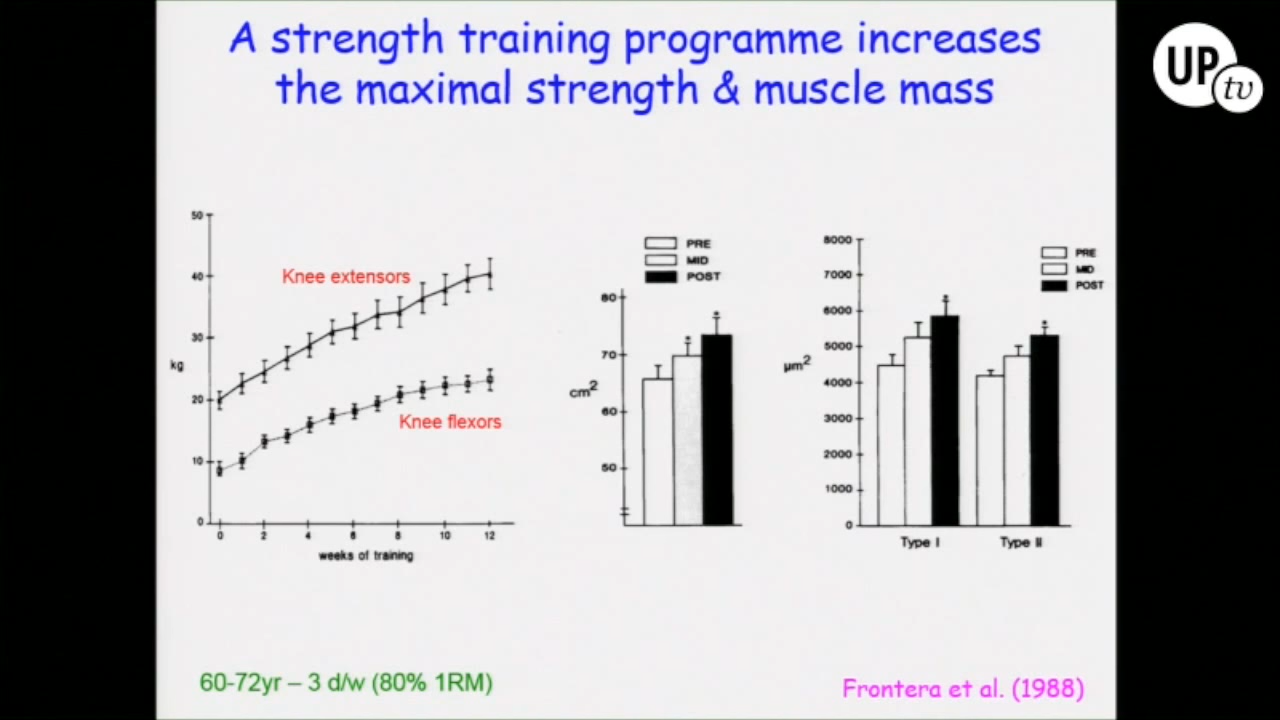 A strength training programme increases
the maximal strength & muscle mass
UP
tv
50
40
30
20
10
0
kg
Knee extensors
Knee flexors
0 2 4 6 8 10 12
weeks of training
PRE
MID
POST
80
70
60
50
cm2
*
*
8000
7000
6000
5000
4000
3000
2000
1000
0
µm2
PRE
MID
POST
*
*
Type I Type II
60-72yr – 3 d/w (80% 1RM)
Frontera et al. (1988)